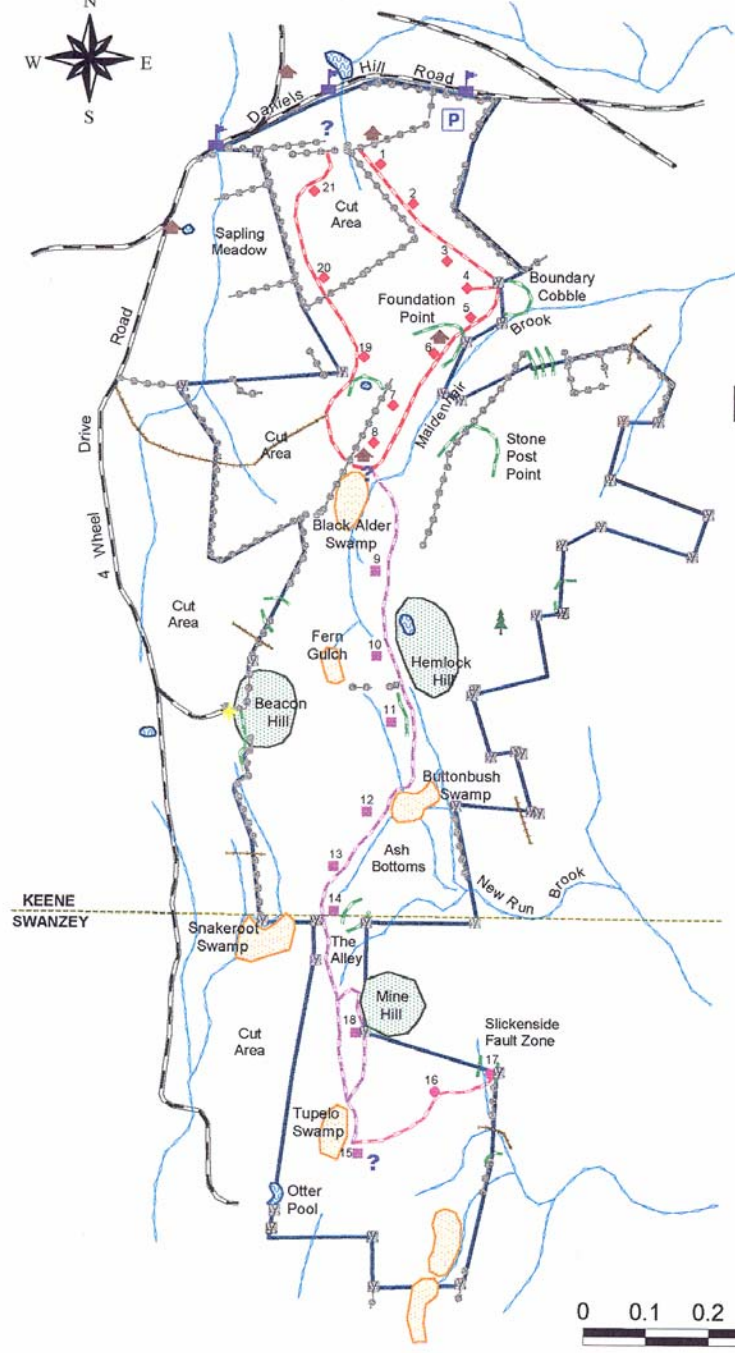 N
W E
S
Daniels Hill Road
?
P
1
2
21
Cut
Area
Sapling
Meadow
3
4
20
Boundary
Cobble
Foundation
Point
5
Brook
6
19
Road
7
Maidenhair
8
Cut
Area
Stone
Post
Point
Drive
?
Black Alder
Swamp
Wheel
4
9
Cut
Area
Fern
Gulch
10
Hemlock
Hill
Beacon
Hill
11
Buttonbush
Swamp
12
Ash
Bottoms
13
New Run Brook
14
KEENE
SWANZEY
Snakeroot
Swamp
The
Alley
Mine
Hill
18
Cut
Area
Slickenside
Fault Zone
17
16
Tupelo
Swamp
15
?
Otter
Pool
0 0.1 0.2